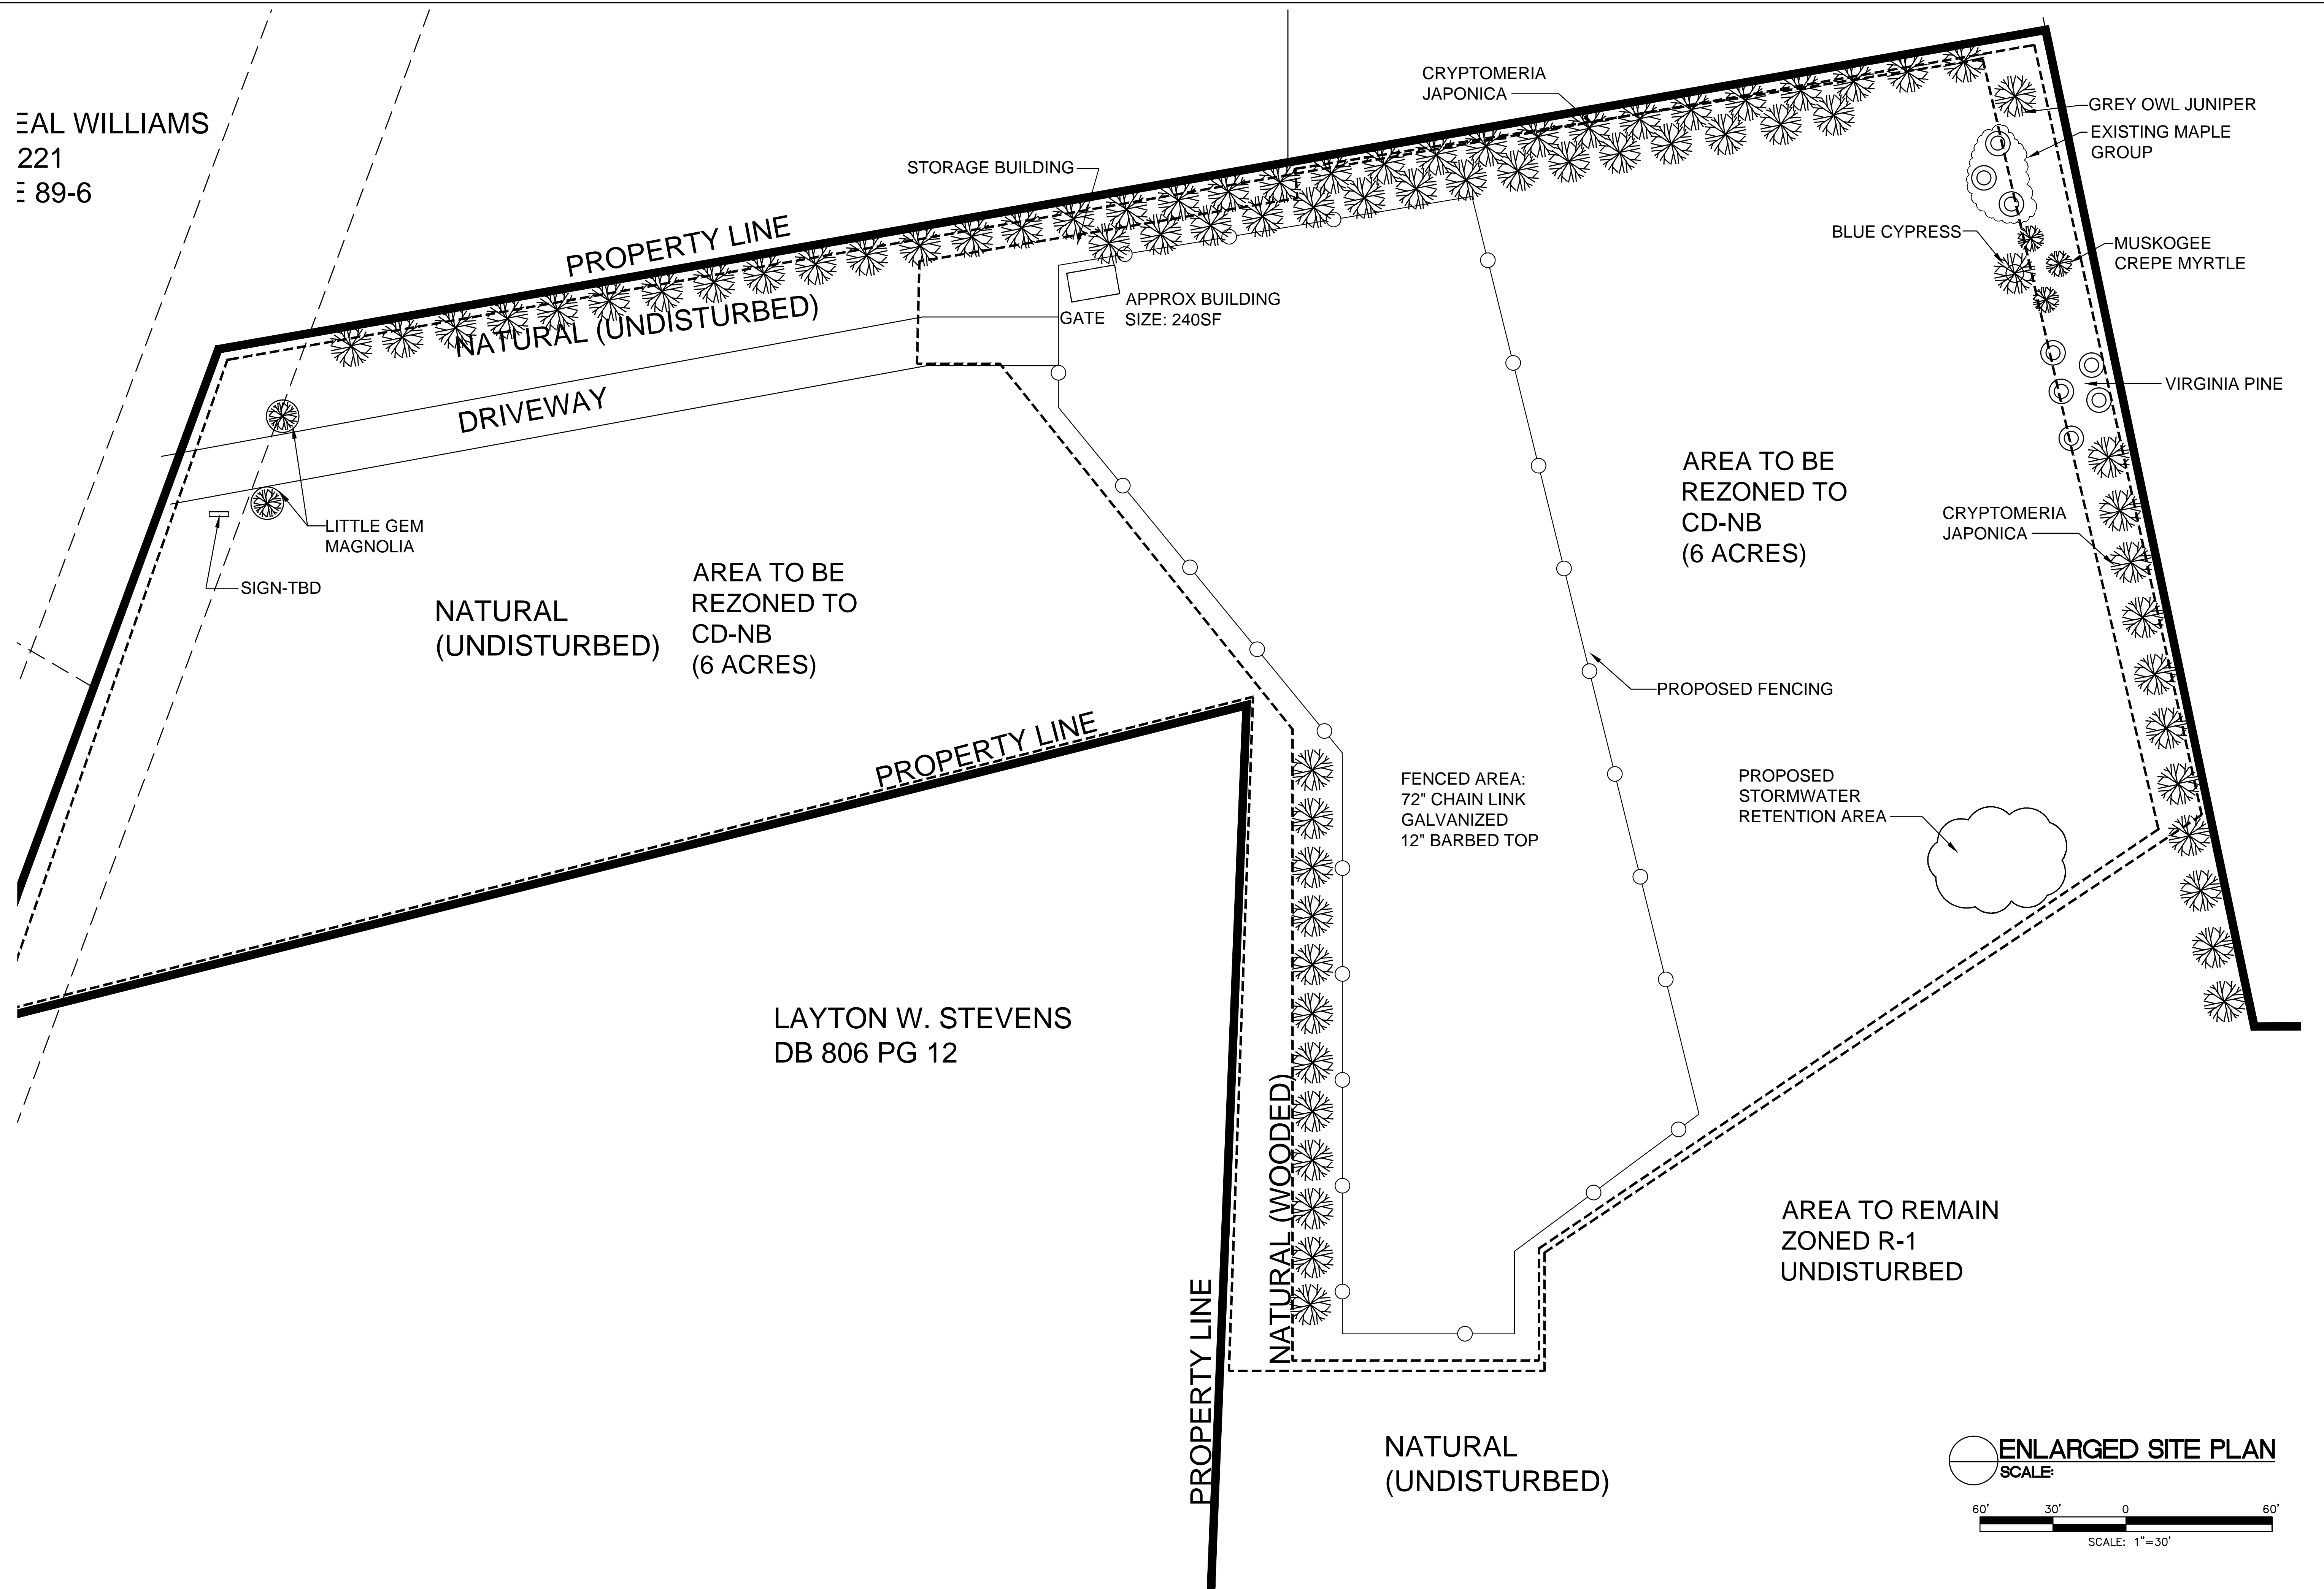 CRYPTOMERIA
JAPONICA
GREY OWL JUNIPER
EXISTING MAPLE
GROUP
WILLIAMS
221
89-6
STORAGE BUILDING
PROPERTY LINE
BLUE CYPRESS
MUSKOGEE
CREPE MYRTLE
NATURAL (UNDISTURBED)
APPROX BUILDING
SIZE: 240SF
GATE
DRIVEWAY
VIRGINIA PINE
LITTLE GEM
MAGNOLIA
SIGN-TBD
NATURAL
(UNDISTURBED)
AREA TO BE
REZONED TO
CD-NB
(6 ACRES)
AREA TO BE
REZONED TO
CD-NB
(6 ACRES)
CRYPTOMERIA
JAPONICA
PROPOSED FENCING
PROPERTY LINE
FENCED AREA:
72" CHAIN LINK
GALVANIZED
12" BARBED TOP
PROPOSED
STORMWATER
RETENTION AREA
LAYTON W. STEVENS
DB 806 PG 12
NATURAL (WOODED)
PROPERTY LINE
AREA TO REMAIN
ZONED R-1
UNDISTURBED
NATURAL
(UNDISTURBED)
ENLARGED SITE PLAN
SCALE:
60' 30' 0 60'
SCALE: 1"=30'